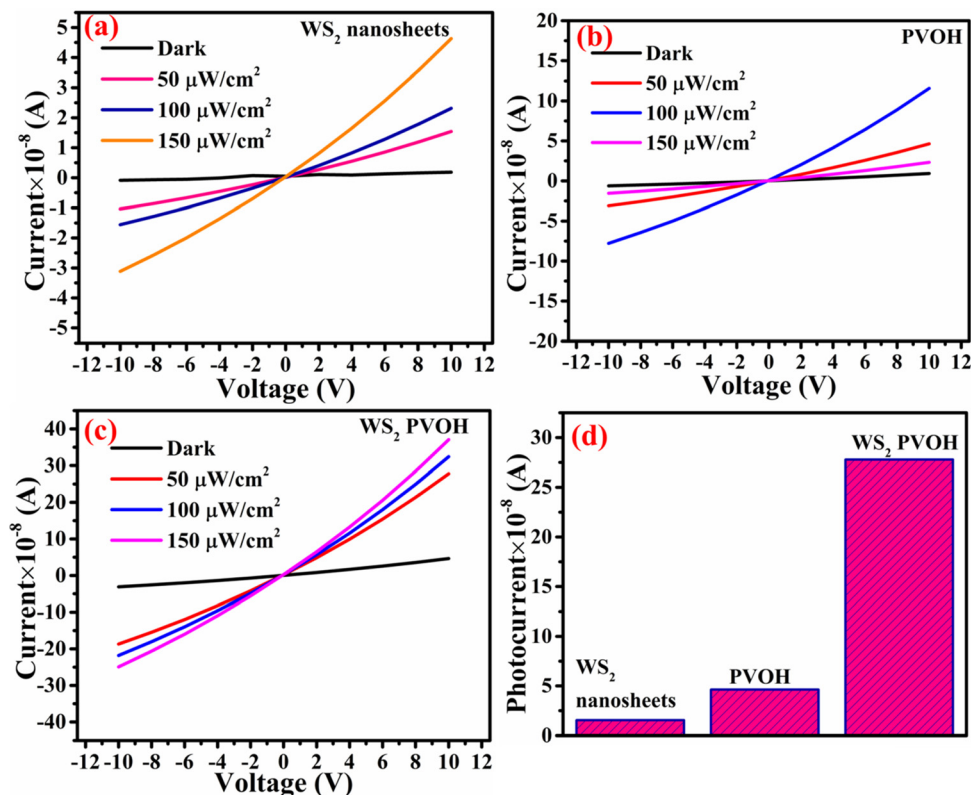 (a)
WS2 nanosheets
Dark
50 μW/cm2
100 μW/cm2
150 μW/cm2
Current×10-8 (A)
5
4
3
2
1
0
-1
-2
-3
-4
-5
-12 -10 -8 -6 -4 -2 0 2 4 6 8 10 12
Voltage (V)
(b)
PVOH
Dark
50 μW/cm2
100 μW/cm2
150 μW/cm2
Current×10-8 (A)
20
15
10
5
0
-5
-10
-15
-20
-12 -10 -8 -6 -4 -2 0 2 4 6 8 10 12
Voltage (V)
(c)
WS2 PVOH
Dark
50 μW/cm2
100 μW/cm2
150 μW/cm2
Current×10-8 (A)
40
30
20
10
0
-10
-20
-30
-40
-12 -10 -8 -6 -4 -2 0 2 4 6 8 10 12
Voltage (V)
(d)
WS2 PVOH
PVOH
WS2
nanosheets
Photocurrent×10-8 (A)
30
25
20
15
10
5
0